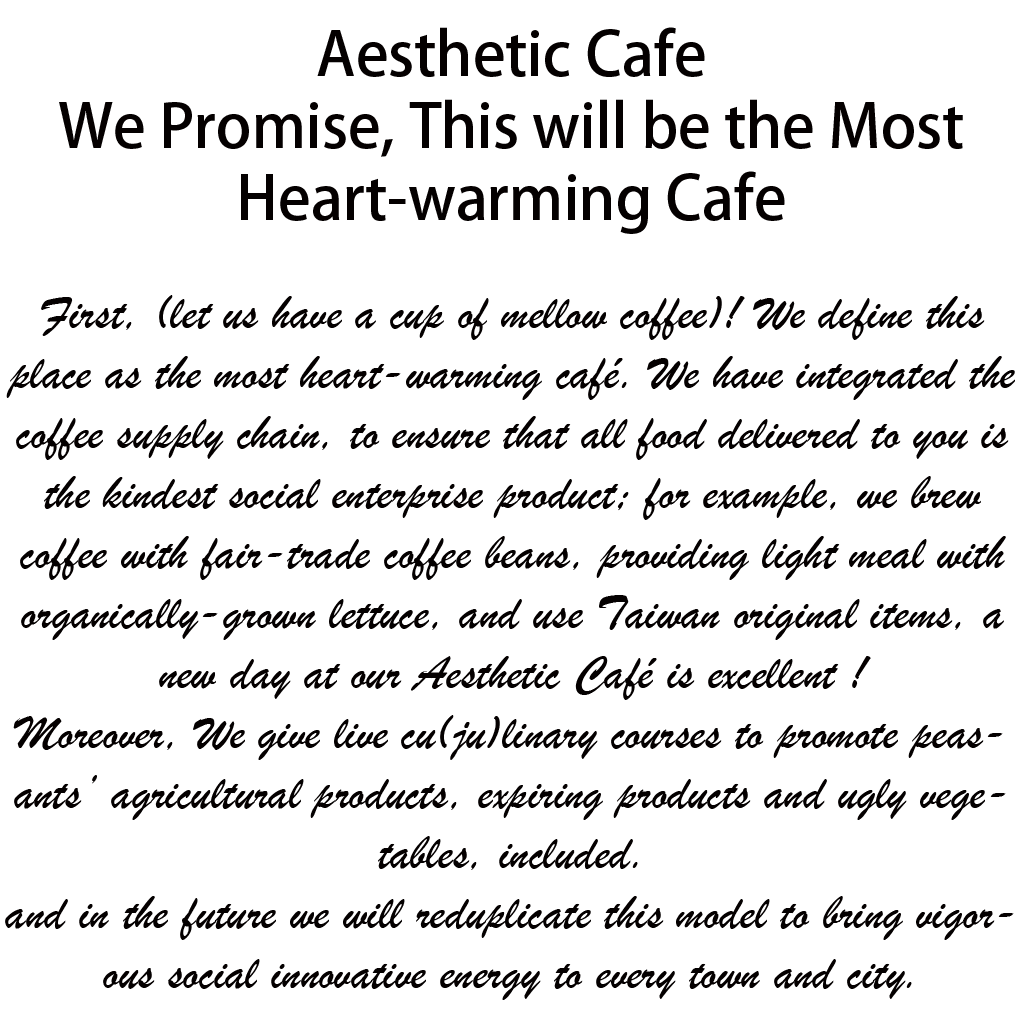 Aesthetic Cafe
We Promise, This will be the Most
Heart-warming Cafe
First, (let us have a cup of mellow coffee)! We define this
place as the most heart-warming café. We have integrated the
coffee supply chain, to ensure that all food delivered to you is
the kindest social enterprise product; for example, we brew
coffee with fair-trade coffee beans, providing light meal with
organically-grown lettuce, and use Taiwan original items, a
new day at our Aesthetic Café is excellent !
Moreover, We give live cu(ju)linary courses to promote peas-
ants' agricultural products, expiring products and ugly vege-
tables, included.
and in the future we will reduplicate this model to bring vigor-
ous social innovative energy to every town and city.